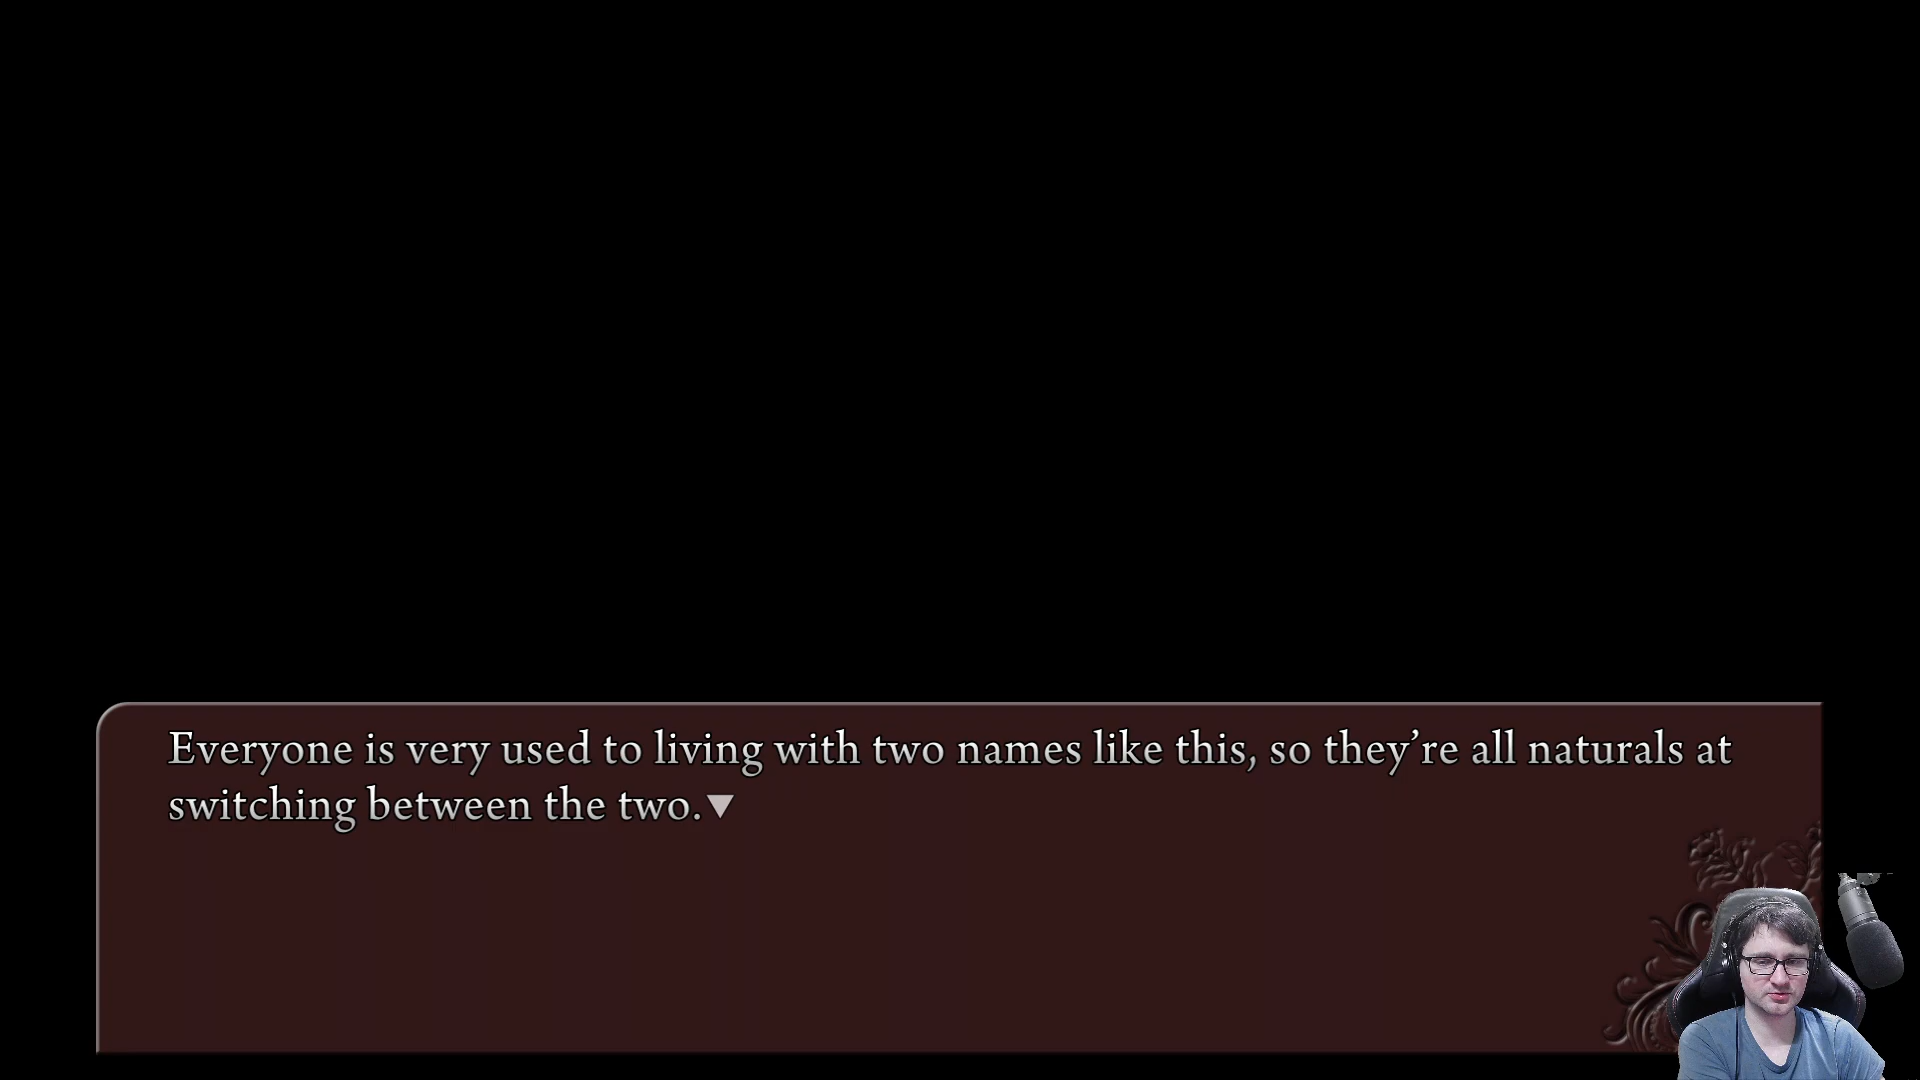 Everyone is very used to living with two names like this, so they’re all naturals at
switching between the two.